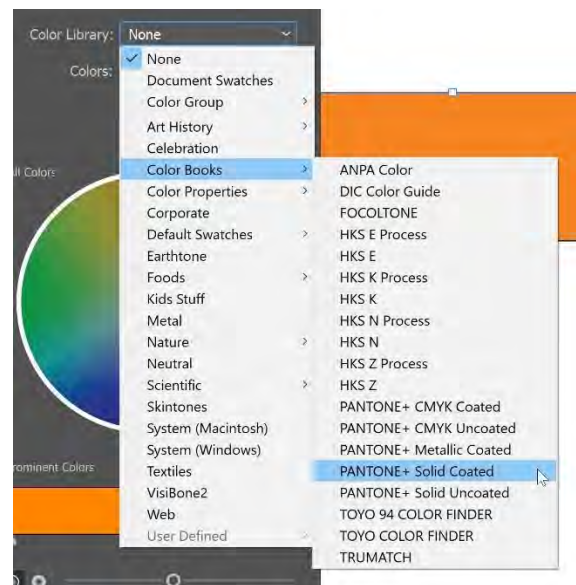 Color Library: None
Colors:
None
Document Swatches
Color Group
Art History
Celebration
Color Books
Color Properties
Corporate
Default Swatches
Earthtone
Foods
Kids Stuff
Metal
Nature
Neutral
Scientific
Skintones
System (Macintosh)
System (Windows)
Textiles
VisiBone2
Web
User Defined
ANPA Color
DIC Color Guide
FOCOLTONE
HKS E Process
HKS E
HKS K Process
HKS K
HKS N Process
HKS N
HKS Z Process
HKS Z
PANTONE+ CMYK Coated
PANTONE+ CMYK Uncoated
PANTONE+ Metallic Coated
PANTONE+ Solid Coated
PANTONE+ Solid Uncoated
TOYO 94 COLOR FINDER
TOYO COLOR FINDER
TRUMATCH
Colors
Colors